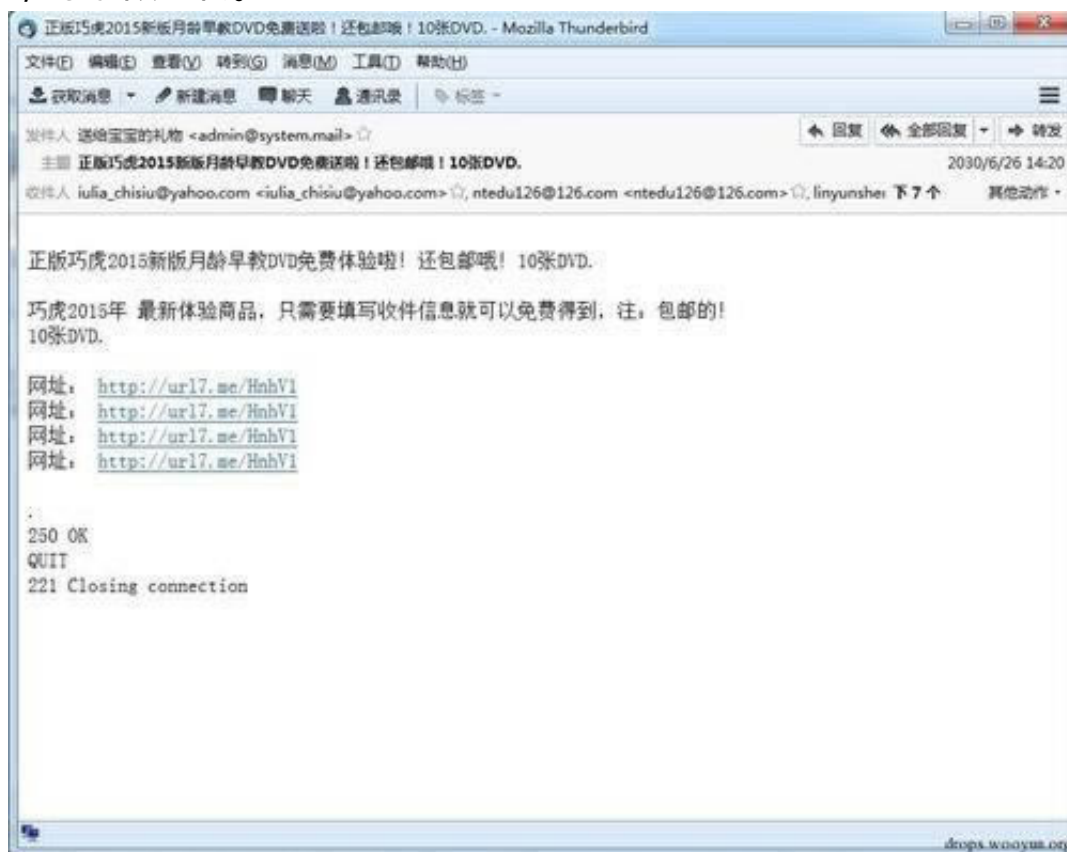 正版巧虎2015新版月龄早教DVD免费送啦！还包邮哦！10张DVD. - Mozilla Thunderbird
文件(F) 编辑(E) 查看(V) 转到(G) 消息(M) 工具(T) 帮助(H)
获取消息 新建消息 聊天 通讯录 标签
发件人 送给宝宝的礼物 <admin@system.mail> 回复 全部回复 转发
主题 正版巧虎2015新版月龄早教DVD免费送啦！还包邮哦！10张DVD. 2030/6/26 14:20
收件人 iulia_chisiu@yahoo.com <iulia_chisiu@yahoo.com>, ntedu126@126.com <ntedu126@126.com>, linyunshe 下 7 个 其他动作
正版巧虎2015新版月龄早教DVD免费体验啦！还包邮哦！10张DVD.
巧虎2015年 最新体验商品，只需要填写收件信息就可以免费得到，注：包邮的！
10张DVD.
网址： http://url7.me/HnhV1
网址： http://url7.me/HnhV1
网址： http://url7.me/HnhV1
网址： http://url7.me/HnhV1
.
250 OK
QUIT
221 Closing connection
drops.wooyun.org